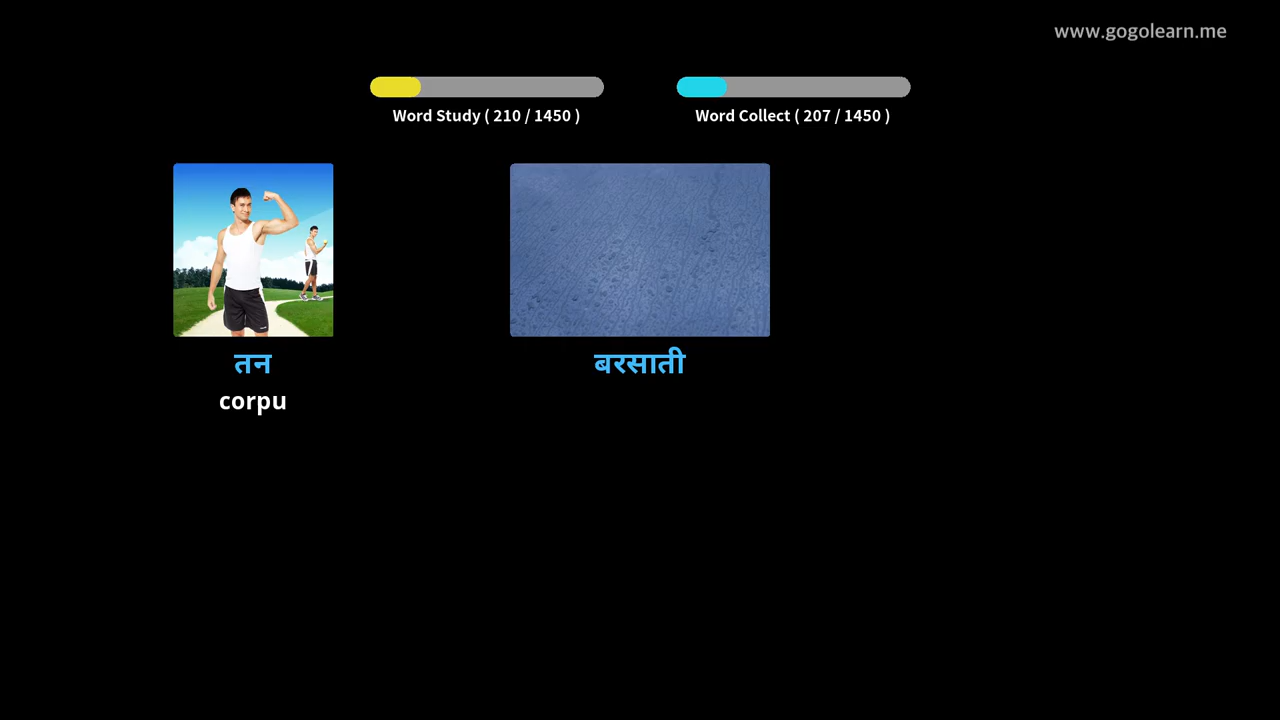 www.gogolearn.me
Word Study ( 210 / 1450 )
Word Collect ( 207 / 1450 )
तन
corpu
बरसाती